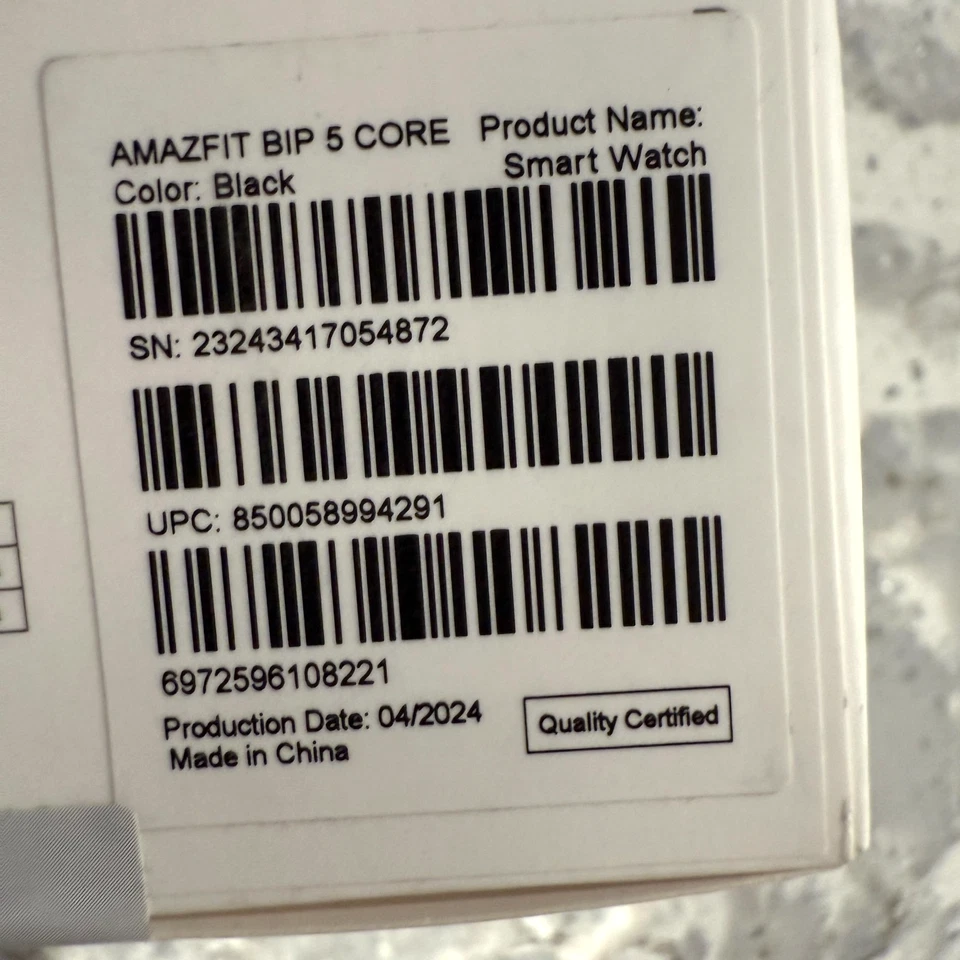 AMAZFIT BIP 5 CORE
Product Name:
Smart Watch
Color: Black
SN: 23243417054872
UPC: 850058994291
6972596108221
Production Date: 04/2024
Made in China
Quality Certified